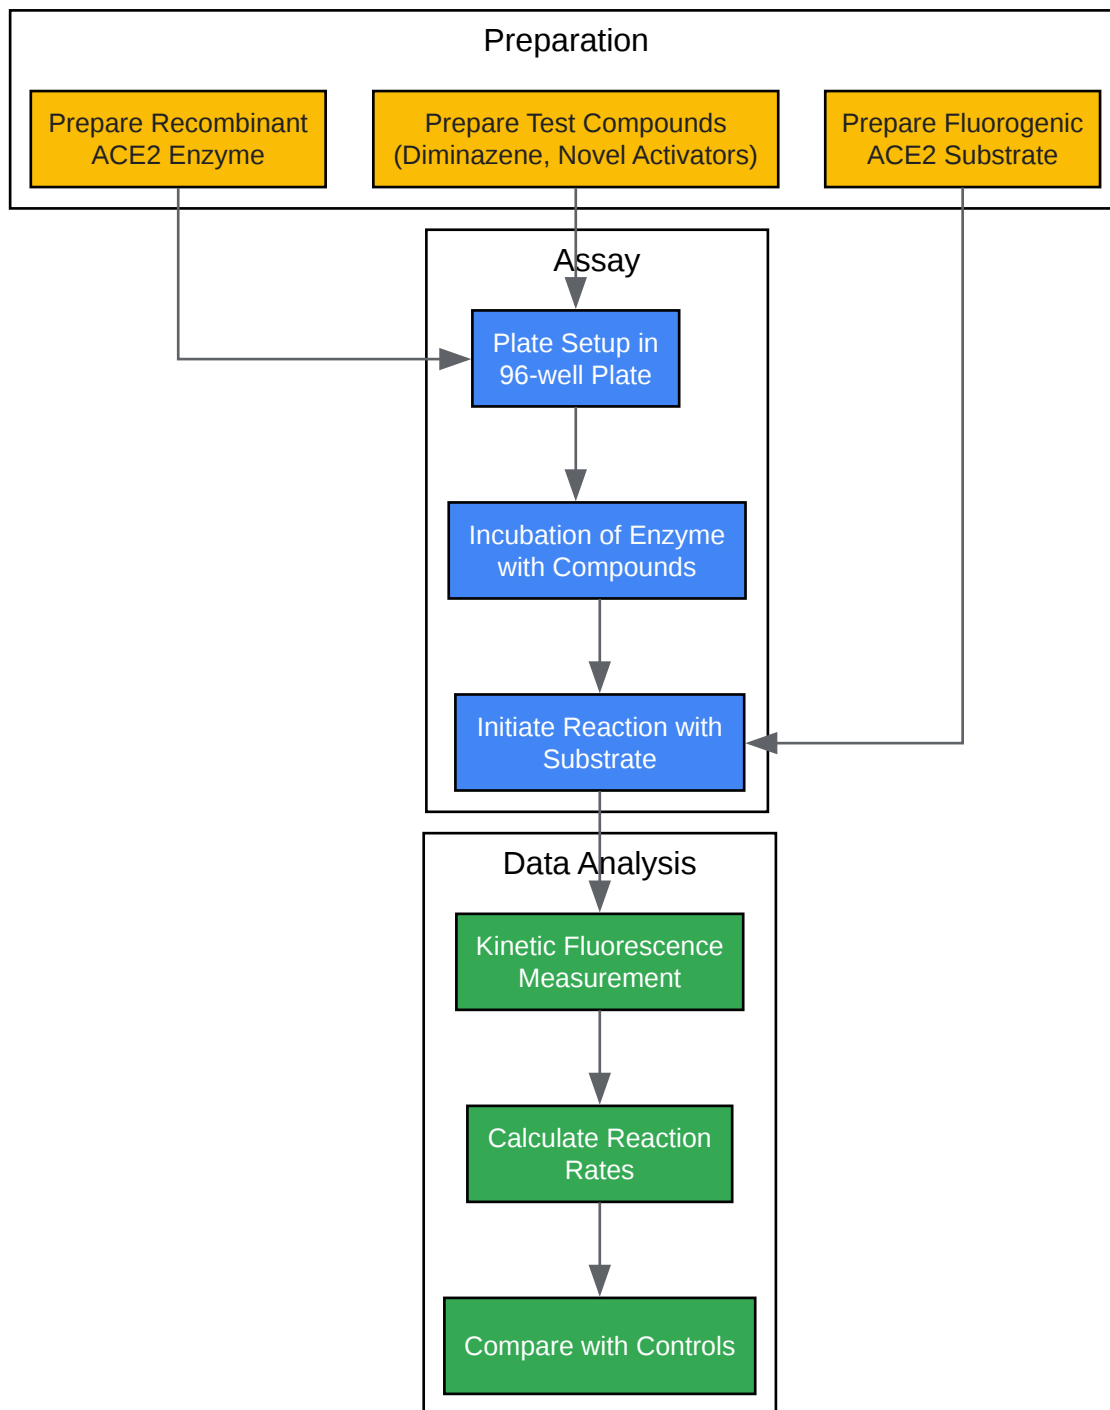 Preparation
Prepare Recombinant
ACE2 Enzyme
Prepare Test Compounds
(Diminazene, Novel Activators)
Prepare Fluorogenic
ACE2 Substrate
Assay
Plate Setup in
96-well Plate
Incubation of Enzyme
with Compounds
Initiate Reaction with
Substrate
Data Analysis
Kinetic Fluorescence
Measurement
Calculate Reaction
Rates
Compare with Controls